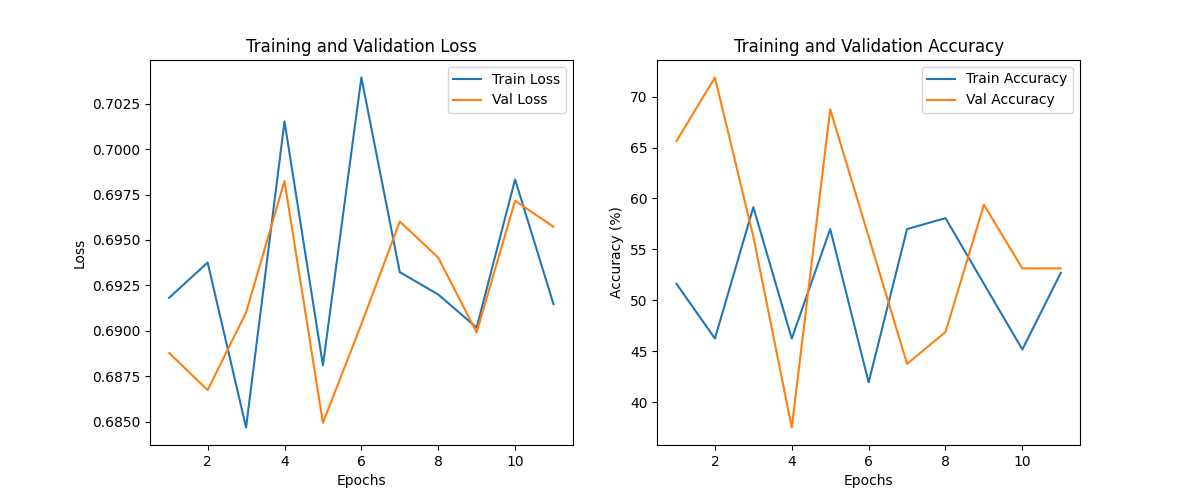 Training and Validation Loss
Train Loss
Val Loss
0.7025
0.7000
0.6975
0.6950
0.6925
0.6900
0.6875
0.6850
Loss
2 4 6 8 10
Epochs
Training and Validation Accuracy
Train Accuracy
Val Accuracy
70
65
60
55
50
45
40
Accuracy (%)
2 4 6 8 10
Epochs